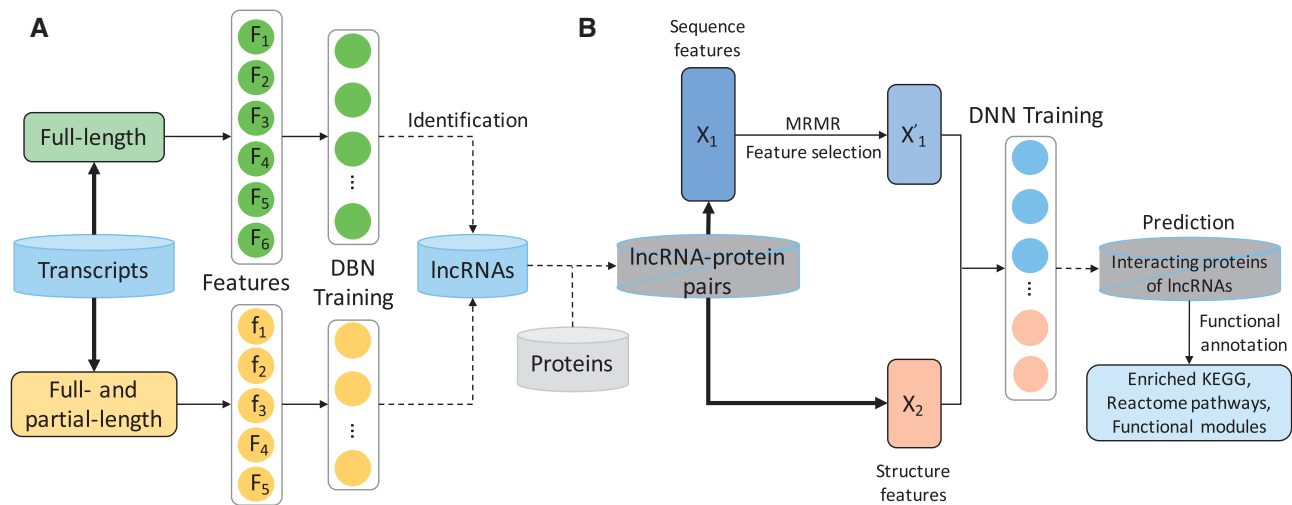 A
Full-length
Transcripts
Full- and
partial-length
F1
F2
F3
F4
F5
F6
Features
f1
f2
f3
F4
F5
...
DBN
Training
...
Identification
lncRNAs
Proteins
B
Sequence
features
X1
MRMR
Feature selection
X′1
lncRNA-protein
pairs
X2
Structure
features
DNN Training
...
Prediction
Interacting proteins
of lncRNAs
Functional
annotation
Enriched KEGG,
Reactome pathways,
Functional modules